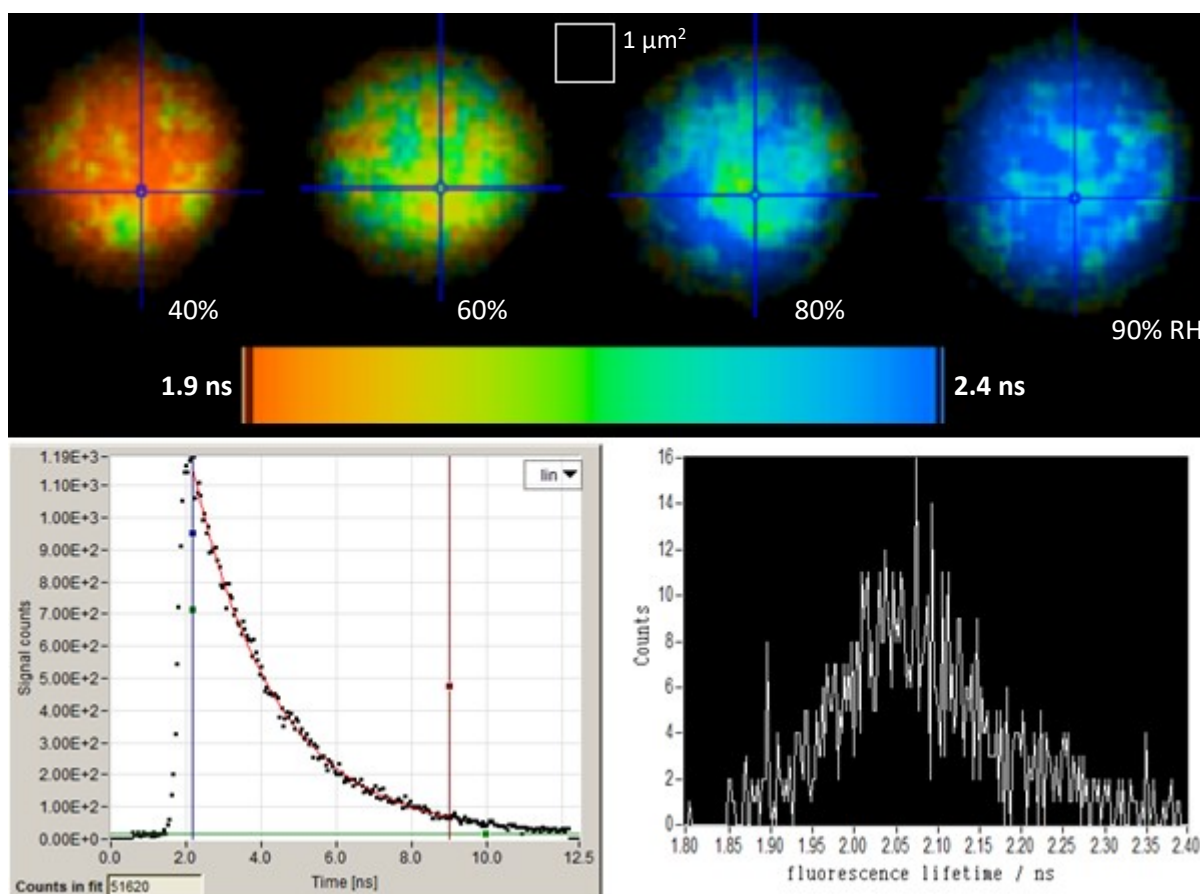 1 µm²
40%
60%
80%
90% RH
1.9 ns
2.4 ns
1.19E+3
1.10E+3
1.00E+3
9.00E+2
8.00E+2
7.00E+2
6.00E+2
5.00E+2
4.00E+2
3.00E+2
2.00E+2
1.00E+2
0.00E+0
Signal counts
lin
0.0 2.0 4.0 6.0 8.0 10.0 12.5
Time [ns]
Counts in fit 51620
16
14
12
10
8
6
4
2
0
Counts
1.80 1.85 1.90 1.95 2.00 2.05 2.10 2.15 2.20 2.25 2.30 2.35 2.40
fluorescence lifetime / ns